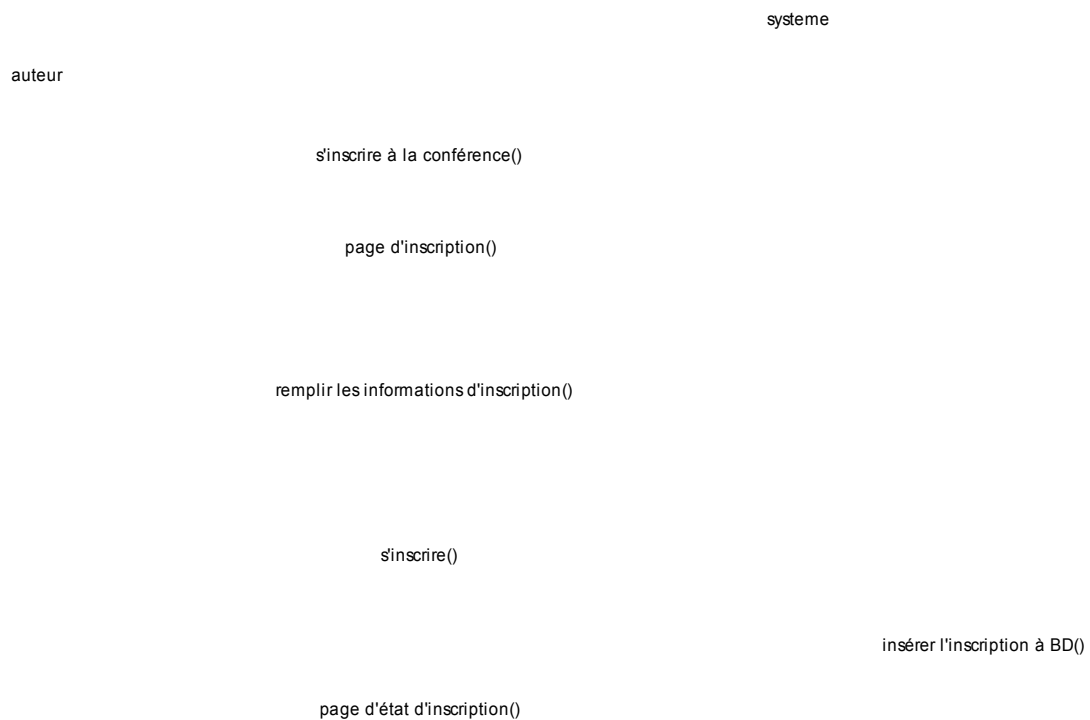 systeme
auteur
s'inscrire à la conférence()
page d'inscription()
remplir les informations d'inscription()
s'inscrire()
insérer l'inscription à BD()
page d'état d'inscription()